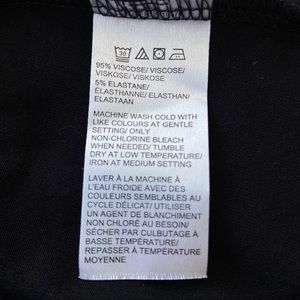 30
95% VISCOSE/ VISCOSE/
VISKOSE/ VISKOSE
5% ELASTANE/
ÉLASTHANNE/ ELASTHAN/
ELASTAAN
MACHINE WASH COLD WITH
LIKE COLOURS AT GENTLE
SETTING/ ONLY
NON-CHLORINE BLEACH
WHEN NEEDED/ TUMBLE
DRY AT LOW TEMPERATURE/
IRON AT MEDIUM SETTING
LAVER À LA MACHINE À
L'EAU FROIDE AVEC DES
COULEURS SEMBLABLES AU
CYCLE DÉLICAT/ UTILISER
UN AGENT DE BLANCHIMENT
NON CHLORÉ AU BESOIN/
SÉCHER PAR CULBUTAGE À
BASSE TEMPÉRATURE/
REPASSER À TEMPÉRATURE
MOYENNE